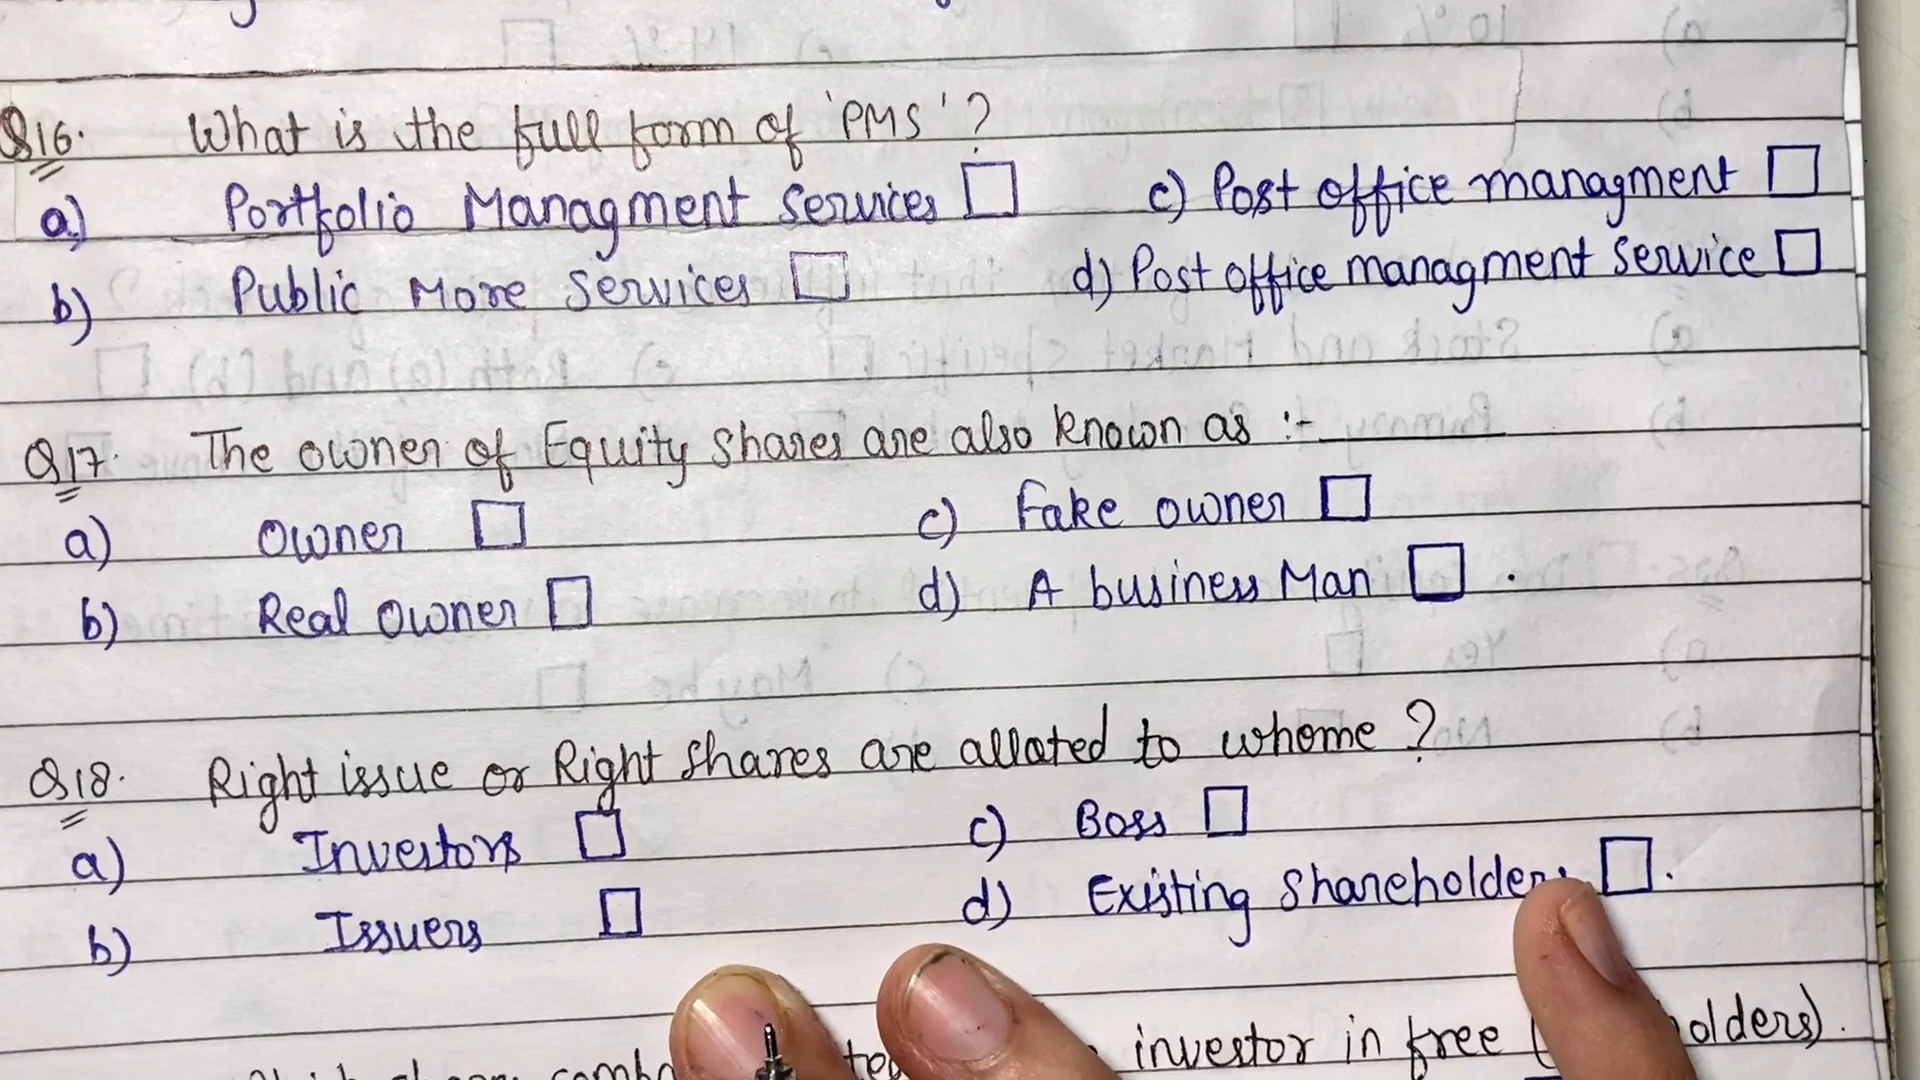 Q16. What is the full form of 'PMS'?
a) Portfolio Managment Services c) Post office managment
b) Public More Services d) Post office managment service
Q17. The owner of Equity shares are also known as :-
a) Owner c) Fake owner
b) Real Owner d) A business Man .
Q18. Right issue or Right shares are allated to whome ?
a) Investors c) Boss
b) Issuers d) Existing Shareholders .
investor in free olders).